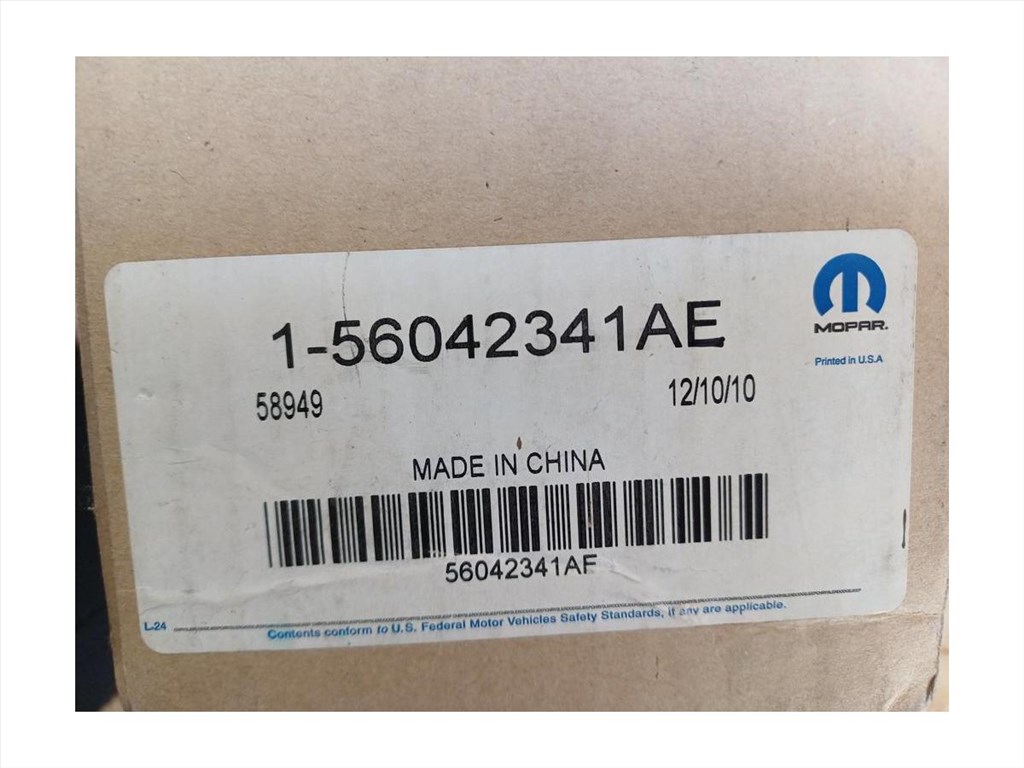 1-56042341AE
MOPAR.
Printed in U.S.A
58949
12/10/10
MADE IN CHINA
56042341AF
L-24
Contents conform to U.S. Federal Motor Vehicles Safety Standards, if any are applicable.